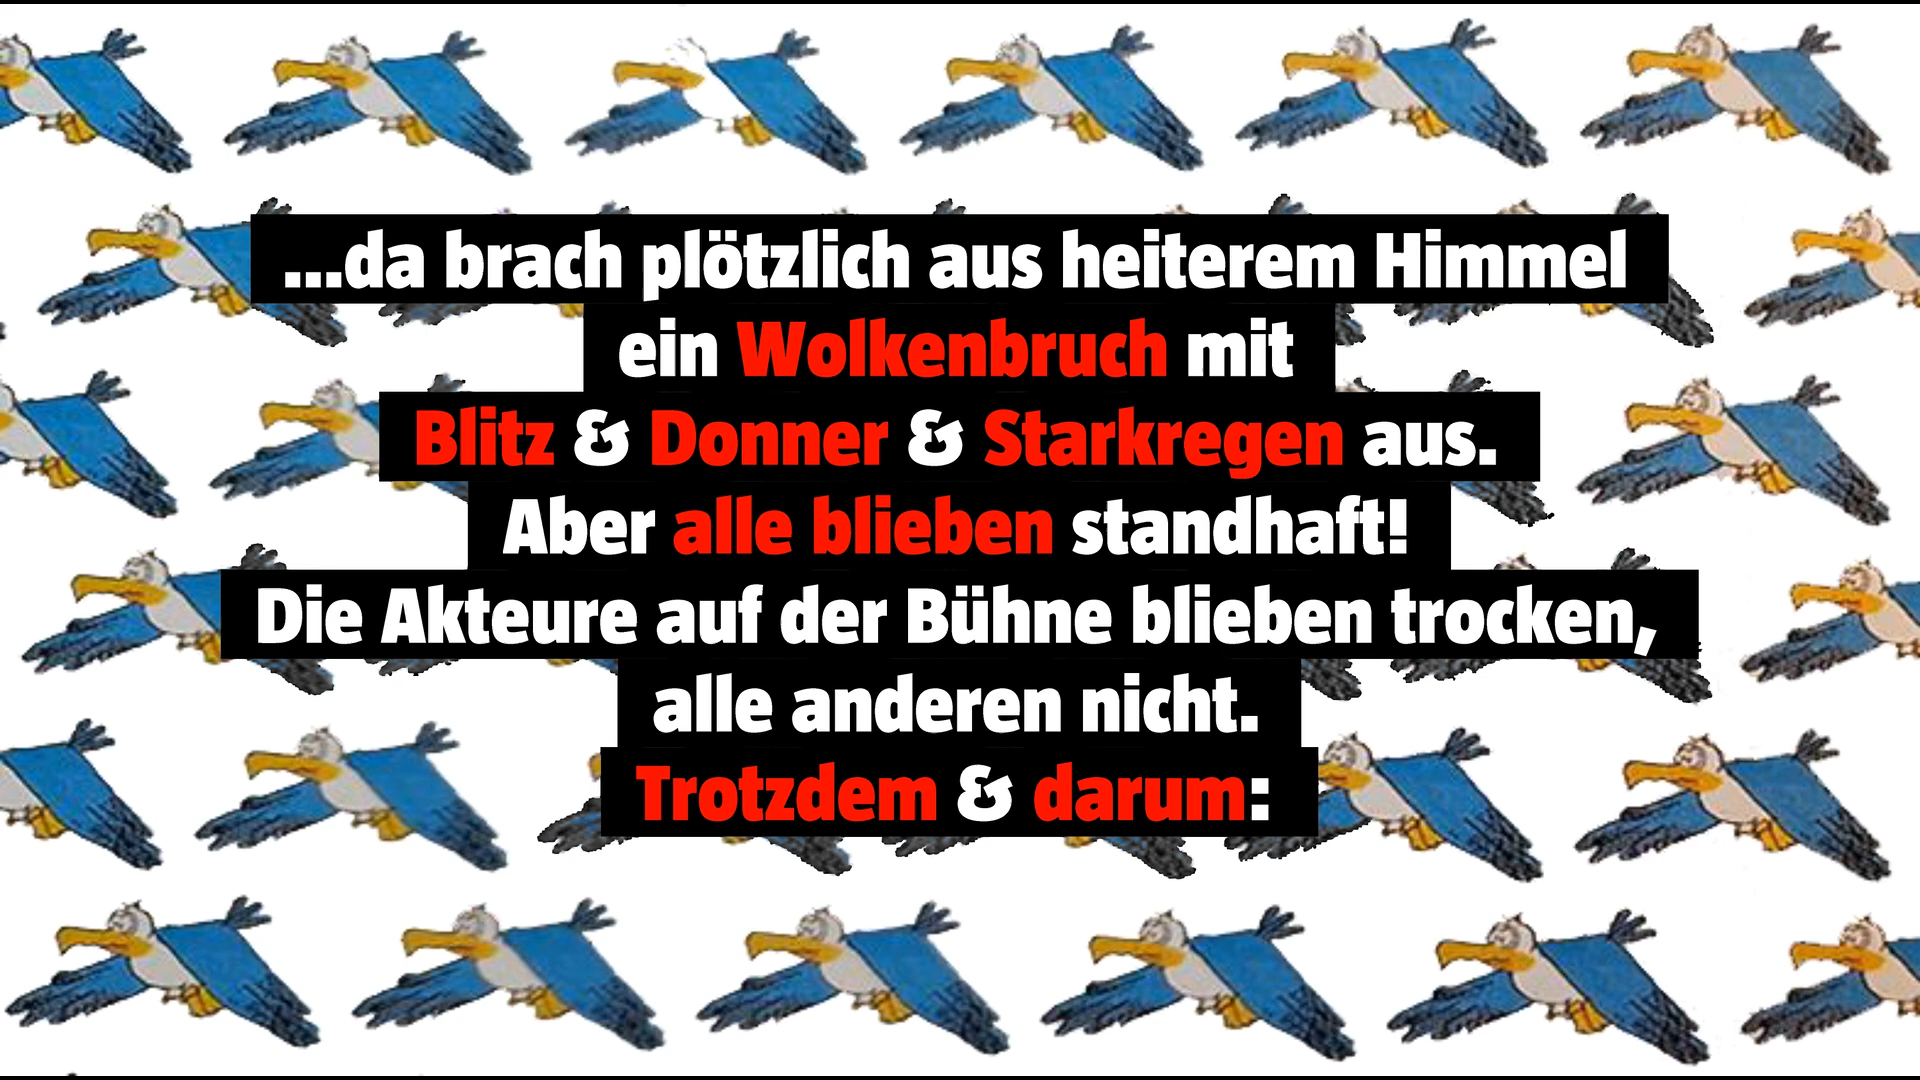 ...da brach plötzlich aus heiterem Himmel
ein Wolkenbruch mit
Blitz & Donner & Starkregen aus.
Aber alle blieben standhaft!
Die Akteure auf der Bühne blieben trocken,
alle anderen nicht.
Trotzdem & darum: